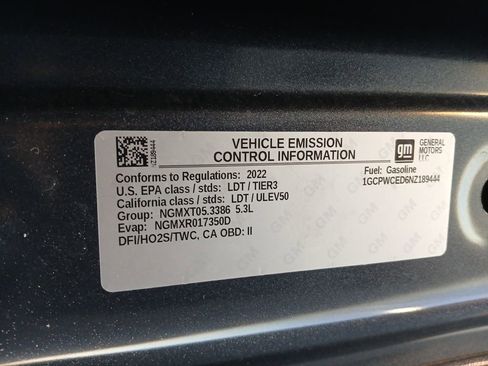 VEHICLE EMISSION
CONTROL INFORMATION
NZ189444
gm
GENERAL
MOTORS
LLC
Conforms to Regulations: 2022
Fuel: Gasoline
U.S. EPA class / stds: LDT / TIER3
1GCPWCED6NZ189444
California class / stds: LDT / ULEV50
Group: NGMXT05.3386 5.3L
Evap: NGMXR017350D
DFI/HO2S/TWC, CA OBD: II